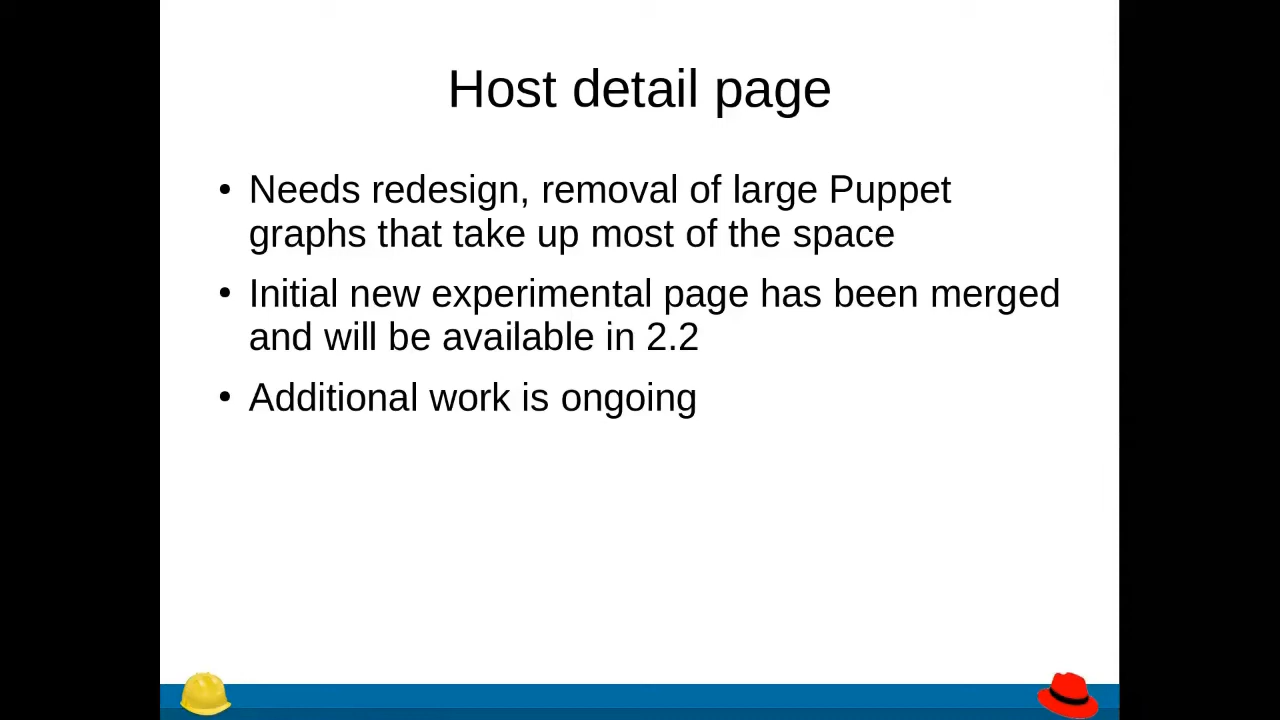 Host detail page
• Needs redesign, removal of large Puppet
graphs that take up most of the space
• Initial new experimental page has been merged
and will be available in 2.2
• Additional work is ongoing